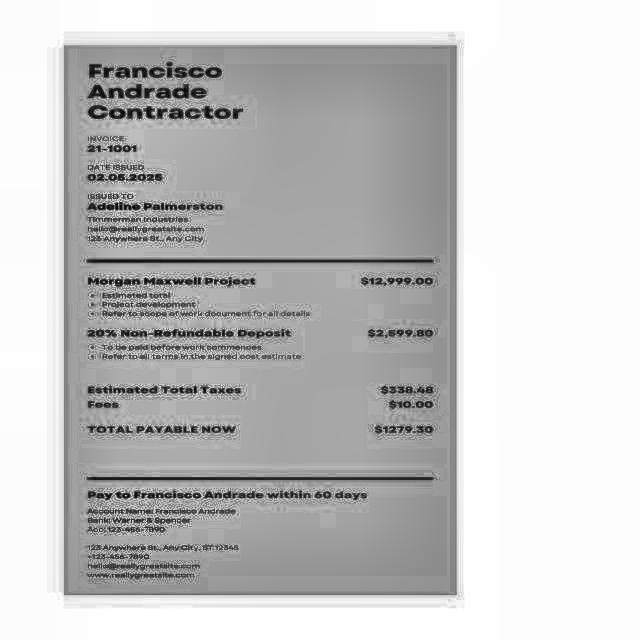 Francisco
Andrade
Contractor
INVOICE:
21-1001
DATE ISSUED
02.05.2025
ISSUED TO
Adeline Palmerston
Timmerman Industries
hello@reallygreatsite.com
123 Anywhere St., Any City
Morgan Maxwell Project $12,999.00
• Estimated total
• Project development
• Refer to scope of work document for all details
20% Non-Refundable Deposit $2,599.80
• To be paid before work commences
• Refer to all terms in the signed cost estimate
Estimated Total Taxes $338.48
Fees $10.00
TOTAL PAYABLE NOW $1279.30
Pay to Francisco Andrade within 60 days
Account Name: Francisco Andrade
Bank: Warner & Spencer
Acc: 123-456-7890
123 Anywhere St., Any City, ST 12345
+123-456-7890
hello@reallygreatsite.com
www.reallygreatsite.com